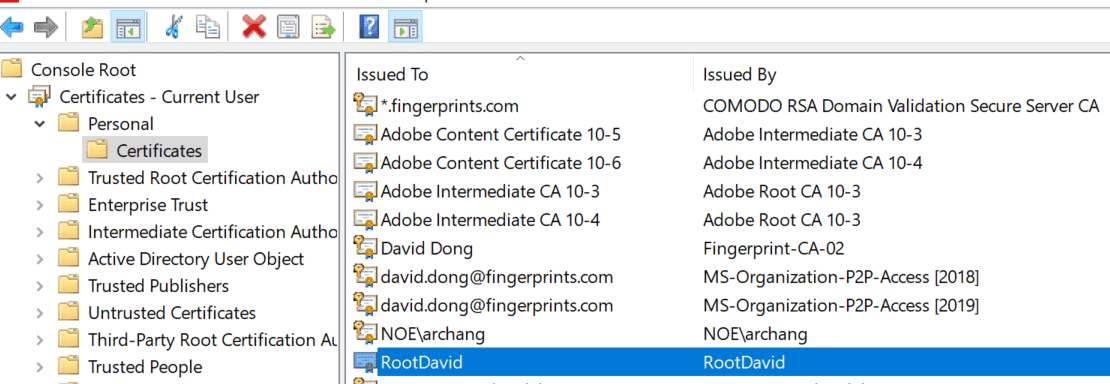 Console Root
Certificates - Current User
Personal
Certificates
Trusted Root Certification Autho
Enterprise Trust
Intermediate Certification Autho
Active Directory User Object
Trusted Publishers
Untrusted Certificates
Third-Party Root Certification Au
Trusted People
Issued To Issued By
*.fingerprints.com COMODO RSA Domain Validation Secure Server CA
Adobe Content Certificate 10-5 Adobe Intermediate CA 10-3
Adobe Content Certificate 10-6 Adobe Intermediate CA 10-4
Adobe Intermediate CA 10-3 Adobe Root CA 10-3
Adobe Intermediate CA 10-4 Adobe Root CA 10-3
David Dong Fingerprint-CA-02
david.dong@fingerprints.com MS-Organization-P2P-Access [2018]
david.dong@fingerprints.com MS-Organization-P2P-Access [2019]
NOE\archang NOE\archang
RootDavid RootDavid